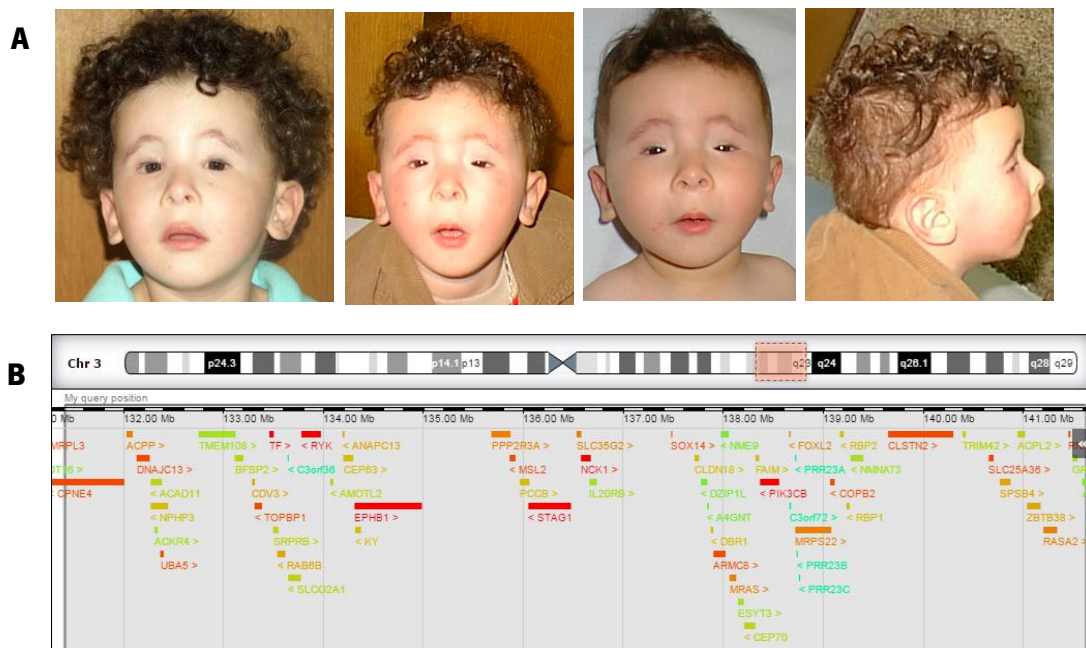 A
B
Chr 3
p24.3 p14.1 p13 q23 q24 q26.1 q28 q29
My query position
0 Mb 132.00 Mb 133.00 Mb 134.00 Mb 135.00 Mb 136.00 Mb 137.00 Mb 138.00 Mb 139.00 Mb 140.00 Mb 141.00 Mb
MRPL3 ACPP > TMEM108 > TF > < RYK < ANAPC13 PPP2R3A > SLC35G2 > SOX14 > < NME9 < FOXL2 < RBP2 CLSTN2 > TRIM42 > ACPL2 >
DNAJC13 > BFSP2 > < C3orf36 CEP63 > < MSL2 NCK1 > CLDN18 > FAIM > < PRR23A < NMNAT3 SLC25A36 >
< CPNE4 < ACAD11 CDV3 > < AMOTL2 PCCB > IL20RB > < DZIP1L < PIK3CB < COPB2 SPSB4 >
< NPHP3 < TOPBP1 EPHB1 > < STAG1 < A4GNT C3orf72 > < RBP1 ZBTB38 >
ACKR4 > SRPRB > < KY < DBR1 MRPS22 > RASA2 >
UBA5 > < RAB6B ARMC8 > < PRR23B
< SLCO2A1 MRAS > < PRR23C
ESYT3 >
< CEP70